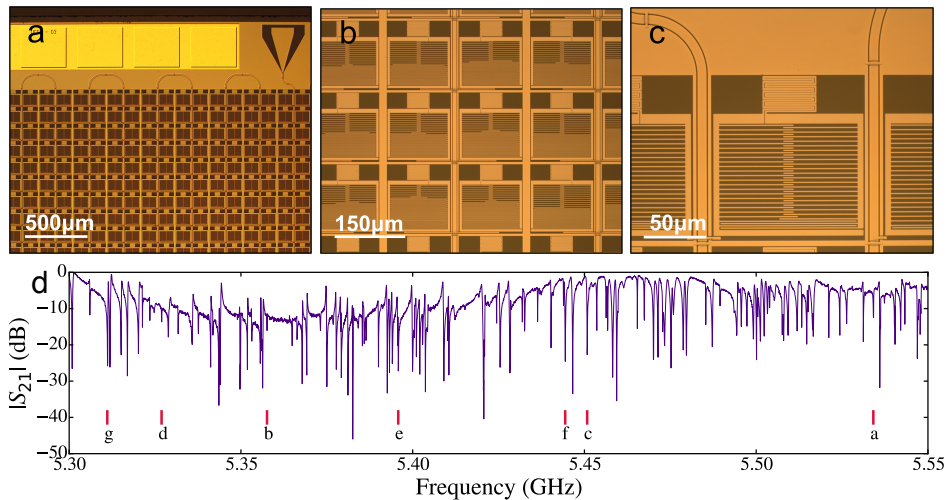 a
b
c
500μm
150μm
50μm
d
0
−10
−20
−30
−40
−50
|S21| (dB)
g
d
b
e
f
c
a
5.30
5.35
5.40
5.45
5.50
5.55
Frequency (GHz)